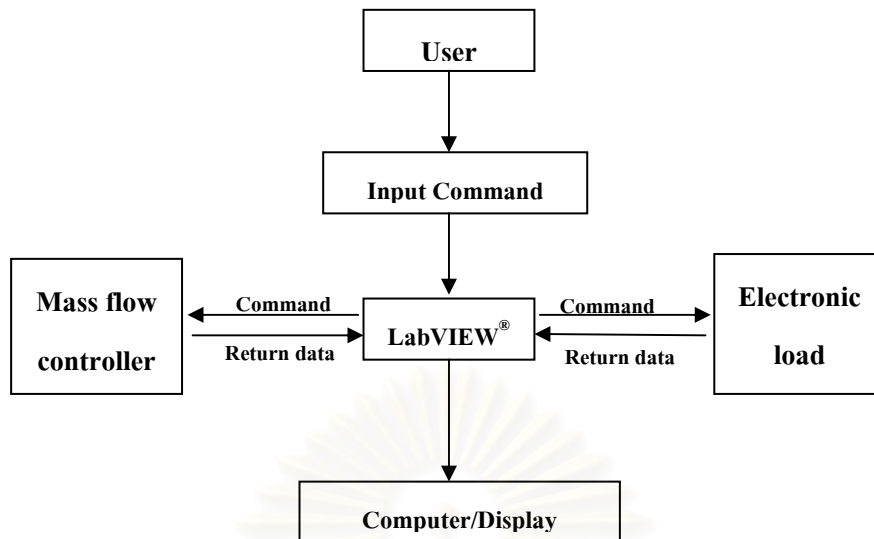 User
Input Command
Mass flow
controller
Command
Return data
LabVIEW®
Command
Return data
Electronic
load
Computer/Display